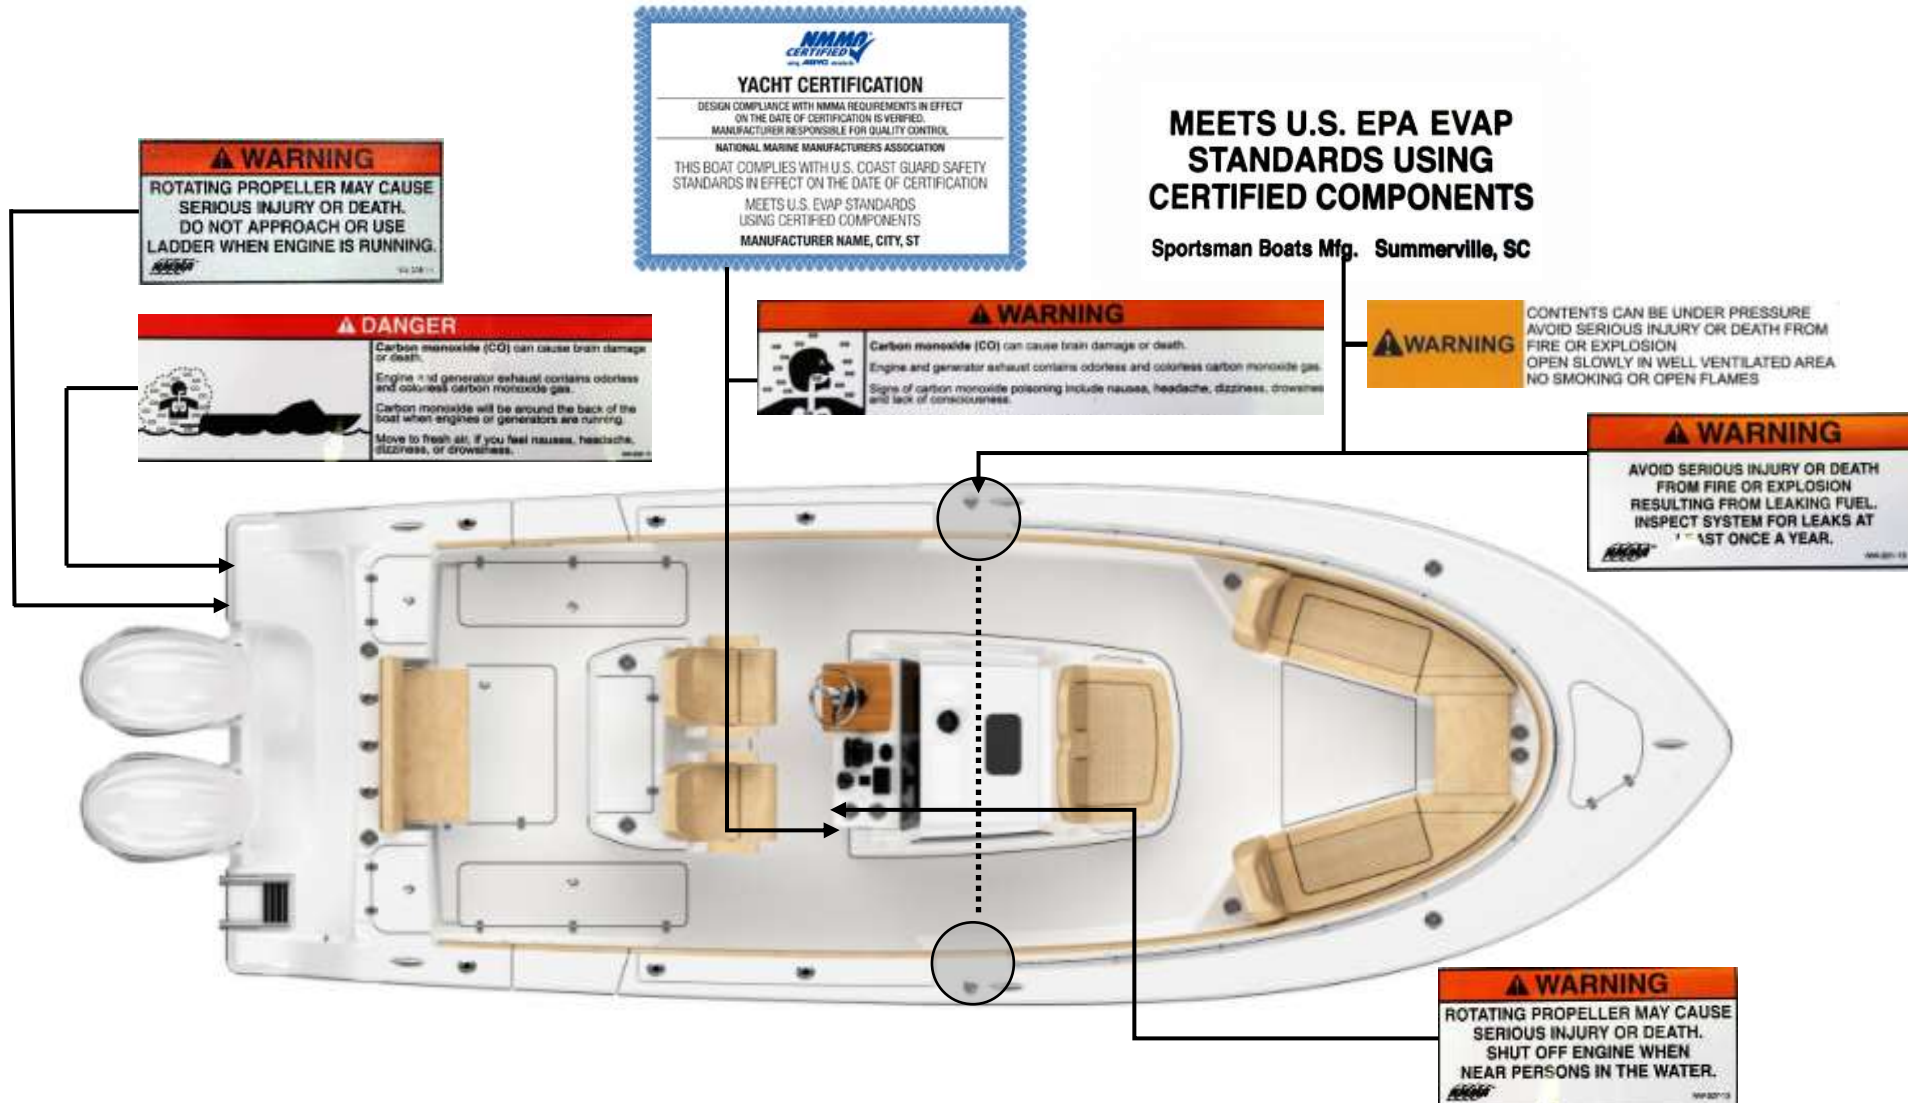 NMMA
CERTIFIED
using ABYC standards
YACHT CERTIFICATION
DESIGN COMPLIANCE WITH NMMA REQUIREMENTS IN EFFECT
ON THE DATE OF CERTIFICATION IS VERIFIED.
MANUFACTURER RESPONSIBLE FOR QUALITY CONTROL
NATIONAL MARINE MANUFACTURERS ASSOCIATION
THIS BOAT COMPLIES WITH U.S. COAST GUARD SAFETY
STANDARDS IN EFFECT ON THE DATE OF CERTIFICATION
MEETS U.S. EVAP STANDARDS
USING CERTIFIED COMPONENTS
MANUFACTURER NAME, CITY, ST
MEETS U.S. EPA EVAP
STANDARDS USING
CERTIFIED COMPONENTS
Sportsman Boats Mfg. Summerville, SC
WARNING
ROTATING PROPELLER MAY CAUSE
SERIOUS INJURY OR DEATH.
DO NOT APPROACH OR USE
LADDER WHEN ENGINE IS RUNNING.
NMMA
DANGER
Carbon monoxide (CO) can cause brain damage
or death.
Engine and generator exhaust contains odorless
and colorless carbon monoxide gas.
Carbon monoxide will be around the back of the
boat when engines or generators are running.
Move to fresh air, if you feel nausea, headache,
dizziness, or drowsiness.
WARNING
Carbon monoxide (CO) can cause brain damage or death.
Engine and generator exhaust contains odorless and colorless carbon monoxide gas.
Signs of carbon monoxide poisoning include nausea, headache, dizziness, drowsine
and lack of consciousness.
WARNING
CONTENTS CAN BE UNDER PRESSURE
AVOID SERIOUS INJURY OR DEATH FROM
FIRE OR EXPLOSION
OPEN SLOWLY IN WELL VENTILATED AREA
NO SMOKING OR OPEN FLAMES
WARNING
AVOID SERIOUS INJURY OR DEATH
FROM FIRE OR EXPLOSION
RESULTING FROM LEAKING FUEL.
INSPECT SYSTEM FOR LEAKS AT
LEAST ONCE A YEAR.
NMMA
WARNING
ROTATING PROPELLER MAY CAUSE
SERIOUS INJURY OR DEATH.
SHUT OFF ENGINE WHEN
NEAR PERSONS IN THE WATER.
NMMA